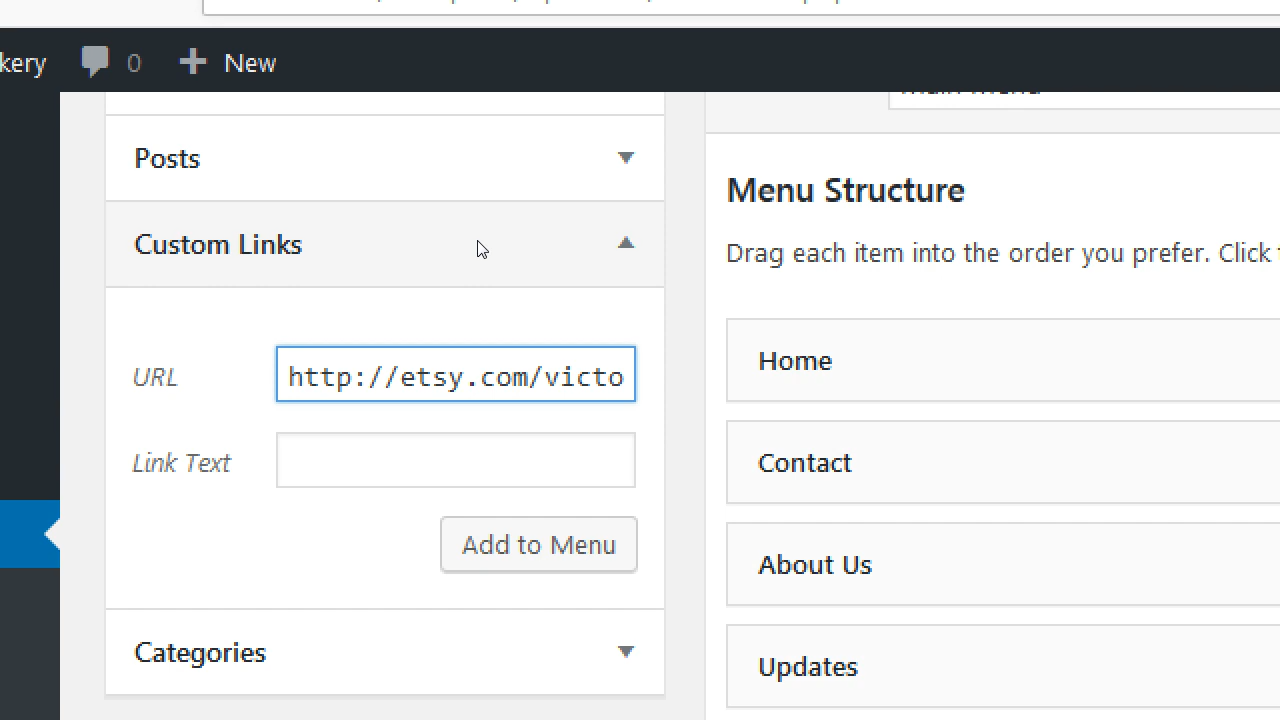 kery 0 New
Posts
Custom Links
URL http://etsy.com/victo
Link Text
Add to Menu
Categories
Menu Structure
Drag each item into the order you prefer. Click
Home
Contact
About Us
Updates